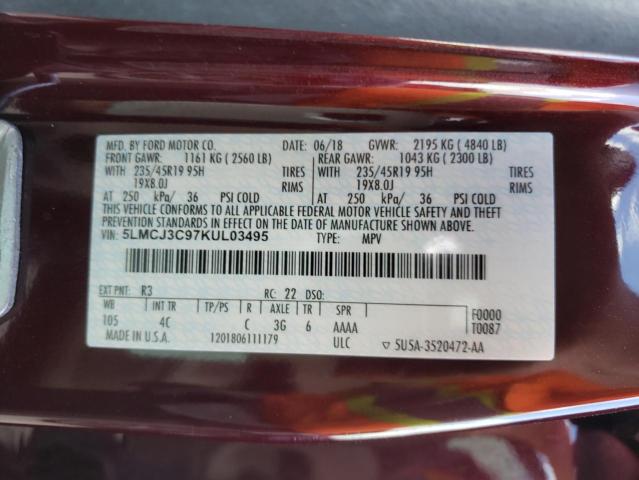 MFD. BY FORD MOTOR CO. DATE: 06/18 GVWR: 2195 KG ( 4840 LB)
FRONT GAWR: 1161 KG ( 2560 LB) REAR GAWR: 1043 KG ( 2300 LB)
WITH 235/45R19 95H TIRES WITH 235/45R19 95H TIRES
19X8.0J RIMS 19X8.0J RIMS
AT 250 kPa/ 36 PSI COLD AT 250 kPa/ 36 PSI COLD
THIS VEHICLE CONFORMS TO ALL APPLICABLE FEDERAL MOTOR VEHICLE SAFETY AND THEFT
PREVENTION STANDARDS IN EFFECT ON THE DATE OF MANUFACTURE SHOWN ABOVE.
VIN: 5LMCJ3C97KUL03495 TYPE: MPV
EXT PNT: R3 RC: 22 DSO:
WB INT TR TP/PS R AXLE TR SPR F0000
105 4C C 3G 6 AAAA T0087
MADE IN U.S.A. 1201806111179 ULC ▽ 5U5A-3520472-AA